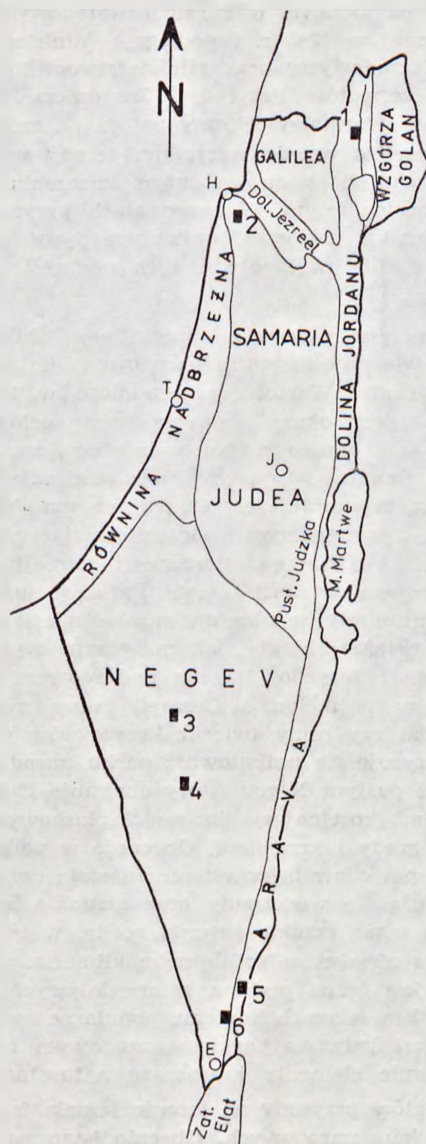 N
1
GALILEA
WZGÓRZA
GOLAN
H
Dol. Jezreel
2
SAMARIA
DOLINA JORDANU
RÓWNINA NADBRZEŻNA
T
J
JUDEA
Pust. Judzka
M. Martwe
NEGEV
3
4
ARAVA
5
6
E
Zat.
Elat